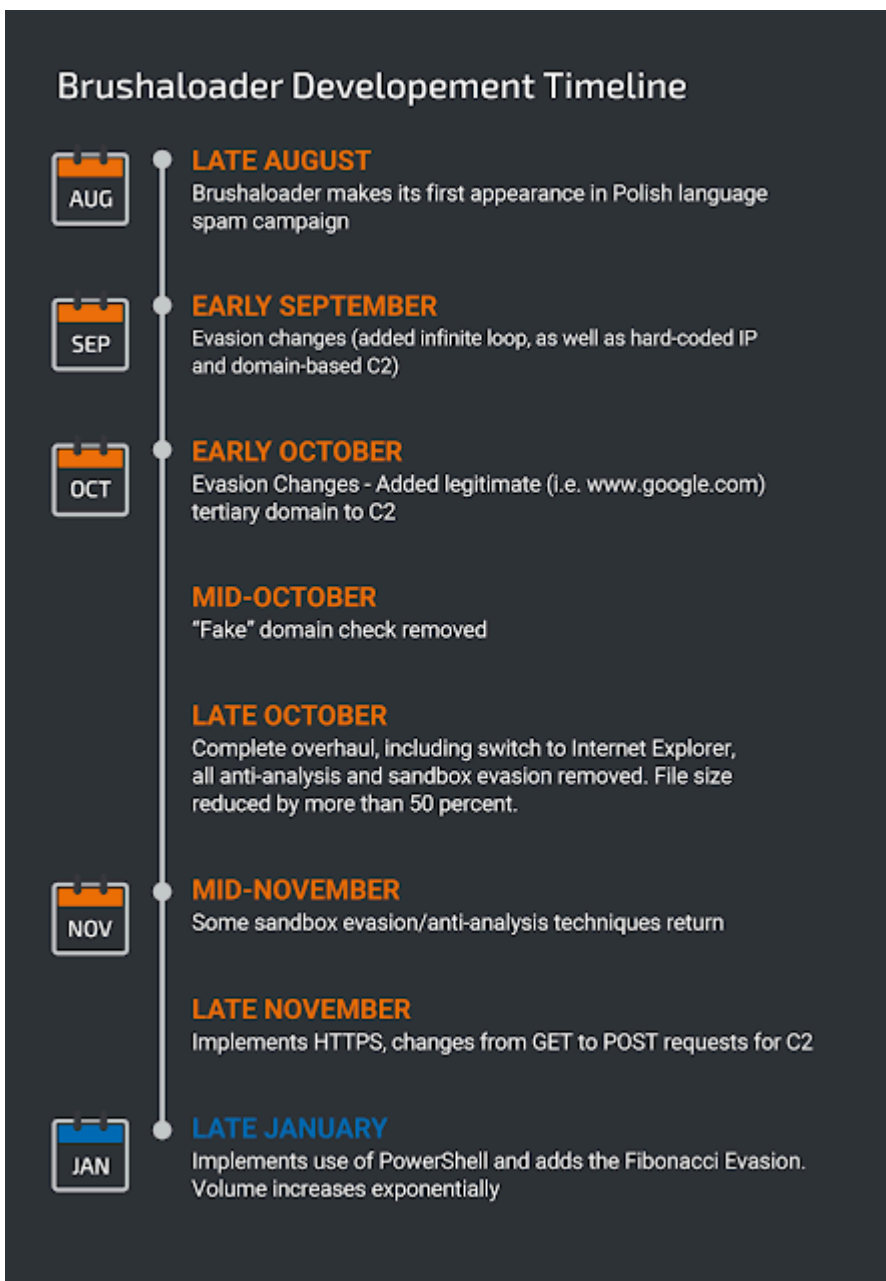 Brushaloader Developement Timeline
AUG
LATE AUGUST
Brushaloader makes its first appearance in Polish language
spam campaign
SEP
EARLY SEPTEMBER
Evasion changes (added infinite loop, as well as hard-coded IP
and domain-based C2)
OCT
EARLY OCTOBER
Evasion Changes - Added legitimate (i.e. www.google.com)
tertiary domain to C2
MID-OCTOBER
“Fake” domain check removed
LATE OCTOBER
Complete overhaul, including switch to Internet Explorer,
all anti-analysis and sandbox evasion removed. File size
reduced by more than 50 percent.
NOV
MID-NOVEMBER
Some sandbox evasion/anti-analysis techniques return
LATE NOVEMBER
Implements HTTPS, changes from GET to POST requests for C2
JAN
LATE JANUARY
Implements use of PowerShell and adds the Fibonacci Evasion.
Volume increases exponentially